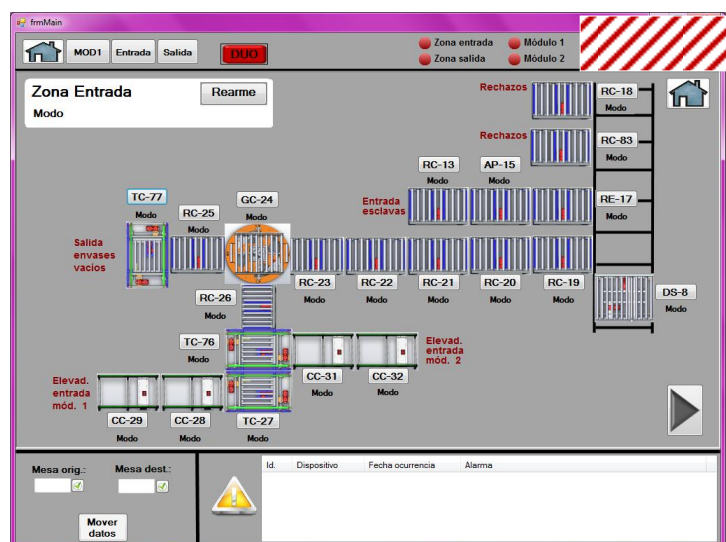 frmMain
MOD1 Entrada Salida DUO
Zona entrada Módulo 1
Zona salida Módulo 2
Zona Entrada Rearme
Modo
Rechazos RC-18
Modo
Rechazos RC-83
Modo
RC-13 AP-15
Modo Modo
Entrada
esclavas
RE-17
Modo
TC-77
Modo
RC-25
Modo
GC-24
Modo
Salida
envases
vacios
RC-23 RC-22 RC-21 RC-20 RC-19
Modo Modo Modo Modo Modo
DS-8
Modo
RC-26
Modo
TC-76
Modo
Elevad.
entrada
mód. 2
CC-31 CC-32
Modo Modo
Elevad.
entrada
mód. 1
CC-29 CC-28 TC-27
Modo Modo Modo
Mesa orig.: Mesa dest.:
Mover
datos
Id. Dispositivo Fecha ocurrencia Alarma